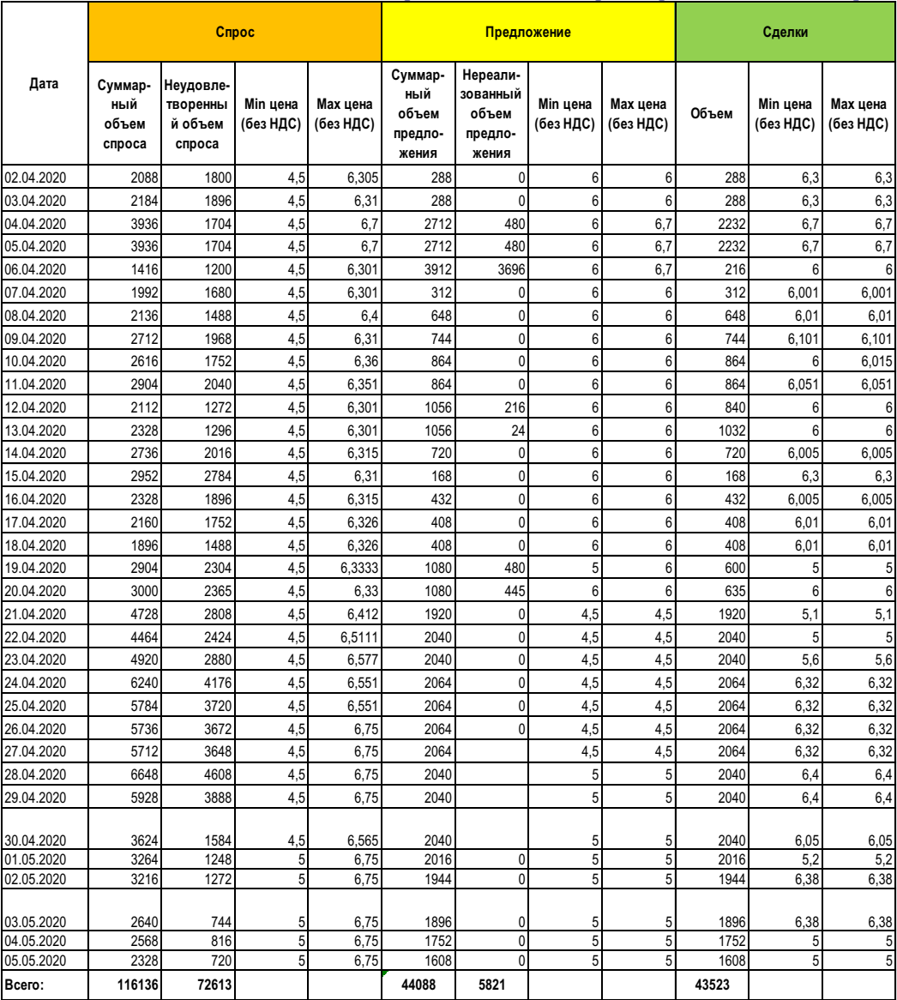 Спрос Предложение Сделки
Дата
Суммар-
ный
объем
спроса
Неудовле-
творенны
й объем
спроса
Min цена
(без НДС)
Max цена
(без НДС)
Суммар-
ный
объем
предло-
жения
Нереали-
зованный
объем
предло-
жения
Min цена
(без НДС)
Max цена
(без НДС)
Объем
Min цена
(без НДС)
Max цена
(без НДС)
02.04.2020 2088 1800 4,5 6,305 288 0 6 6 288 6,3 6,3
03.04.2020 2184 1896 4,5 6,31 288 0 6 6 288 6,3 6,3
04.04.2020 3936 1704 4,5 6,7 2712 480 6 6,7 2232 6,7 6,7
05.04.2020 3936 1704 4,5 6,7 2712 480 6 6,7 2232 6,7 6,7
06.04.2020 1416 1200 4,5 6,301 3912 3696 6 6,7 216 6 6
07.04.2020 1992 1680 4,5 6,301 312 0 6 6 312 6,001 6,001
08.04.2020 2136 1488 4,5 6,4 648 0 6 6 648 6,01 6,01
09.04.2020 2712 1968 4,5 6,31 744 0 6 6 744 6,101 6,101
10.04.2020 2616 1752 4,5 6,36 864 0 6 6 864 6 6,015
11.04.2020 2904 2040 4,5 6,351 864 0 6 6 864 6,051 6,051
12.04.2020 2112 1272 4,5 6,301 1056 216 6 6 840 6 6
13.04.2020 2328 1296 4,5 6,301 1056 24 6 6 1032 6 6
14.04.2020 2736 2016 4,5 6,315 720 0 6 6 720 6,005 6,005
15.04.2020 2952 2784 4,5 6,31 168 0 6 6 168 6,3 6,3
16.04.2020 2328 1896 4,5 6,315 432 0 6 6 432 6,005 6,005
17.04.2020 2160 1752 4,5 6,326 408 0 6 6 408 6,01 6,01
18.04.2020 1896 1488 4,5 6,326 408 0 6 6 408 6,01 6,01
19.04.2020 2904 2304 4,5 6,3333 1080 480 5 6 600 5 5
20.04.2020 3000 2365 4,5 6,33 1080 445 6 6 635 6 6
21.04.2020 4728 2808 4,5 6,412 1920 0 4,5 4,5 1920 5,1 5,1
22.04.2020 4464 2424 4,5 6,5111 2040 0 4,5 4,5 2040 5 5
23.04.2020 4920 2880 4,5 6,577 2040 0 4,5 4,5 2040 5,6 5,6
24.04.2020 6240 4176 4,5 6,551 2064 0 4,5 4,5 2064 6,32 6,32
25.04.2020 5784 3720 4,5 6,551 2064 0 4,5 4,5 2064 6,32 6,32
26.04.2020 5736 3672 4,5 6,75 2064 0 4,5 4,5 2064 6,32 6,32
27.04.2020 5712 3648 4,5 6,75 2064 4,5 4,5 2064 6,32 6,32
28.04.2020 6648 4608 4,5 6,75 2040 5 5 2040 6,4 6,4
29.04.2020 5928 3888 4,5 6,75 2040 5 5 2040 6,4 6,4
30.04.2020 3624 1584 4,5 6,565 2040 5 5 2040 6,05 6,05
01.05.2020 3264 1248 5 6,75 2016 0 5 5 2016 5,2 5,2
02.05.2020 3216 1272 5 6,75 1944 0 5 5 1944 6,38 6,38
03.05.2020 2640 744 5 6,75 1896 0 5 5 1896 6,38 6,38
04.05.2020 2568 816 5 6,75 1752 0 5 5 1752 5 5
05.05.2020 2328 720 5 6,75 1608 0 5 5 1608 5 5
Всего: 116136 72613 44088 5821 43523